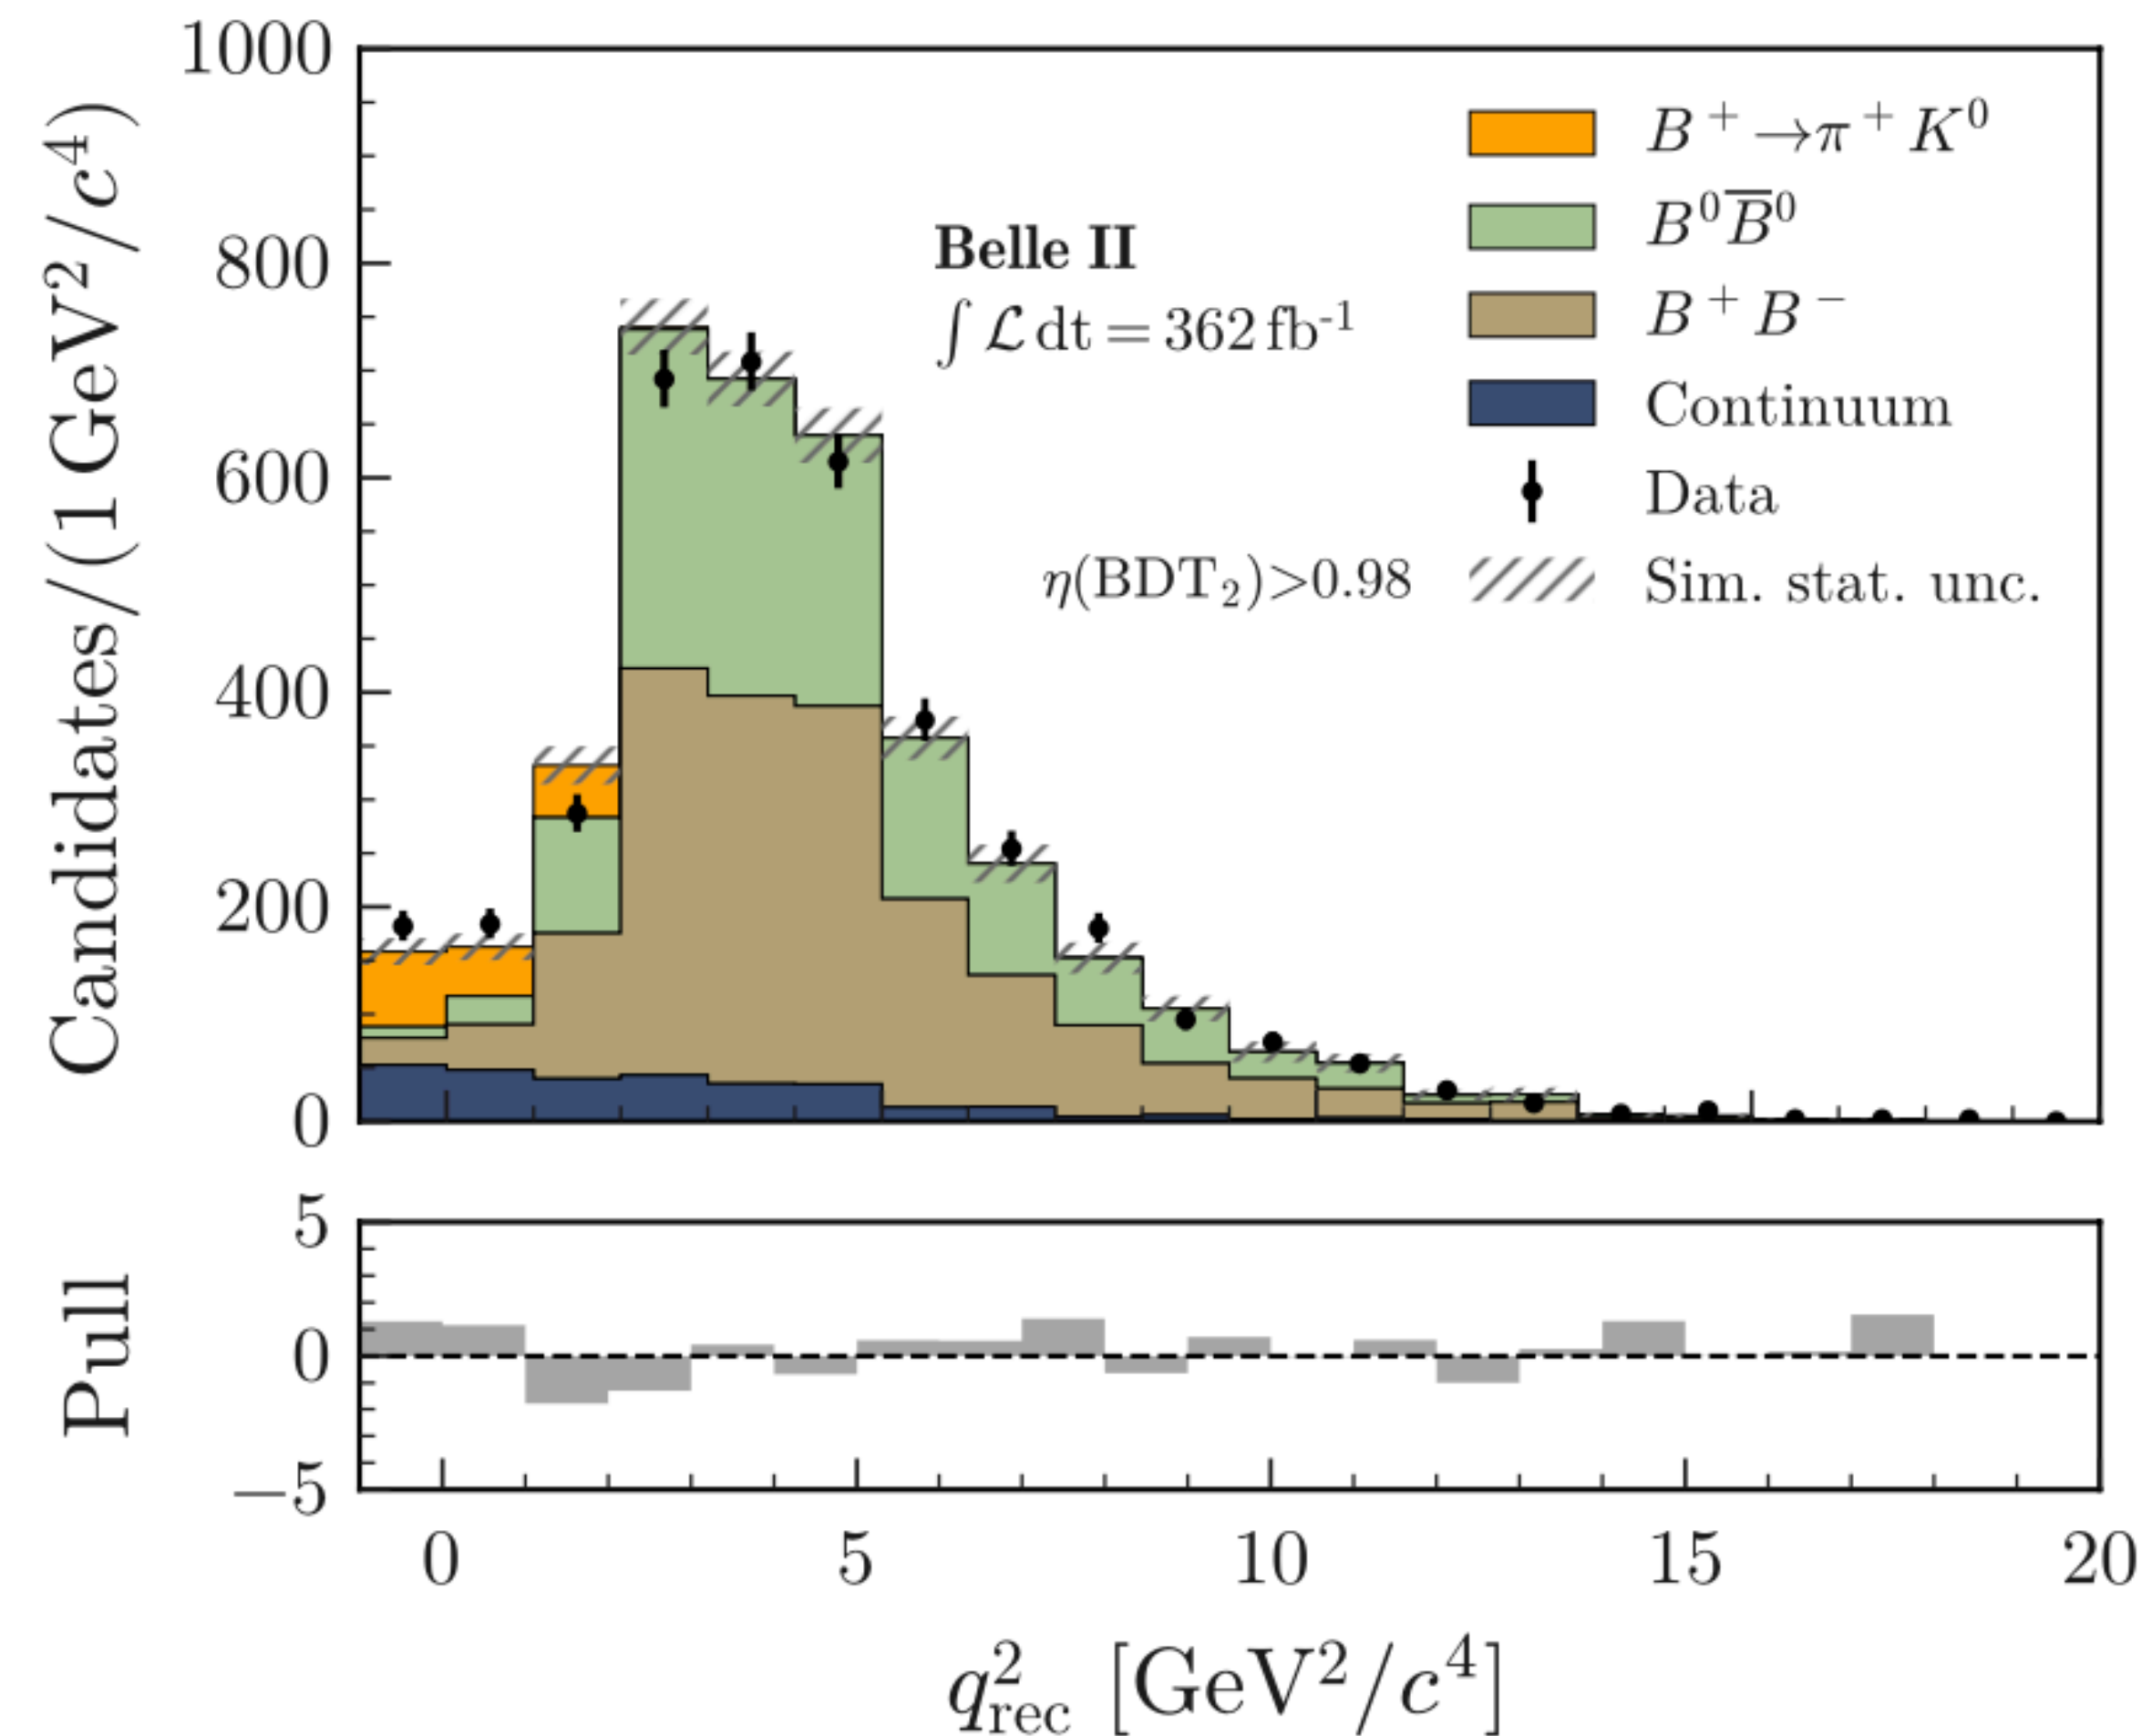 Candidates/(1 GeV²/c⁴)
1000
800
600
400
200
0
Belle II
∫ ℒ dt = 362 fb⁻¹
η(BDT₂)>0.98
B⁺→π⁺K⁰
B⁰B̅⁰
B⁺B⁻
Continuum
Data
Sim. stat. unc.
Pull
5
0
−5
0 5 10 15 20
q²rec [GeV²/c⁴]